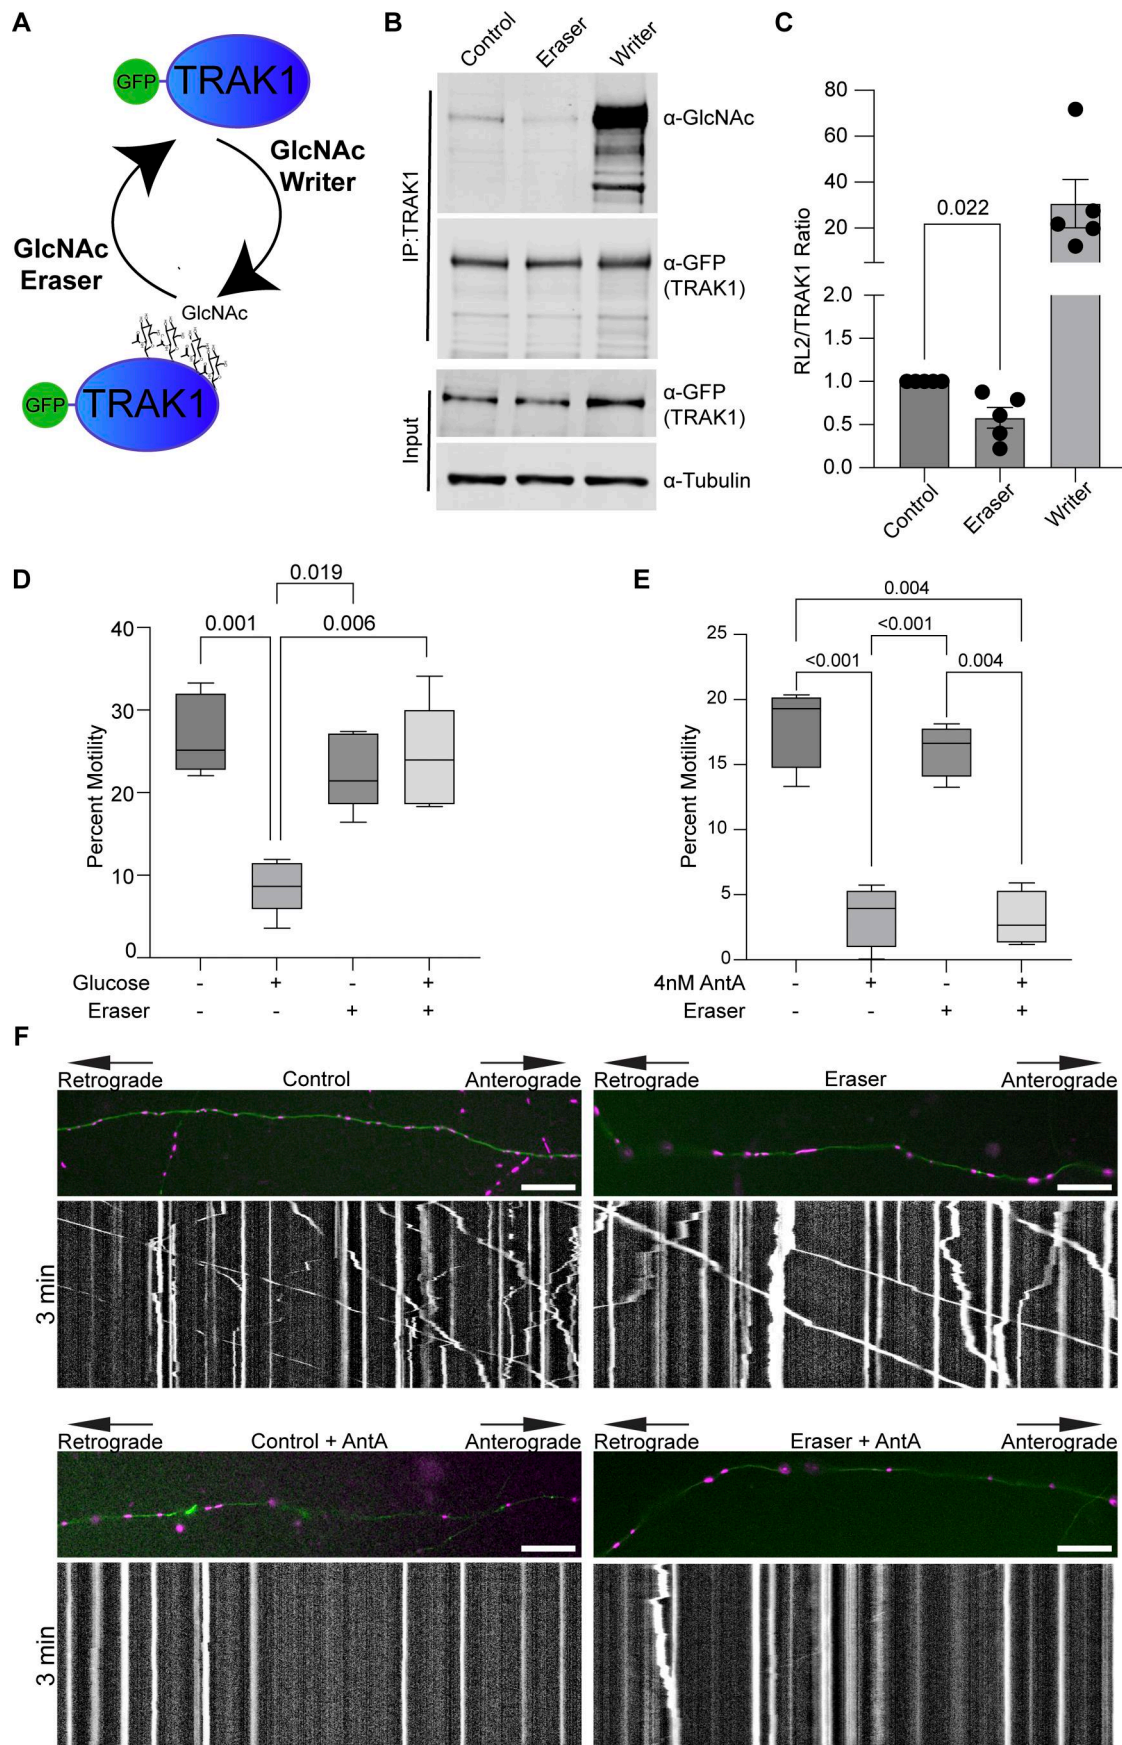 A
GFP
TRAK1
GlcNAc
Writer
GlcNAc
Eraser
GlcNAc
GFP
TRAK1
B
Control
Eraser
Writer
IP:TRAK1
α-GlcNAc
α-GFP
(TRAK1)
Input
α-GFP
(TRAK1)
α-Tubulin
C
RL2/TRAK1 Ratio
80
60
40
20
2.0
1.5
1.0
0.5
0.0
0.022
Control
Eraser
Writer
D
Percent Motility
40
30
20
10
0
0.019
0.001
0.006
Glucose - + - +
Eraser - - + +
E
Percent Motility
25
20
15
10
5
0
0.004
<0.001
<0.001
0.004
4nM AntA - + - +
Eraser - - + +
F
Retrograde Control Anterograde
Retrograde Eraser Anterograde
3 min
Retrograde Control + AntA Anterograde
Retrograde Eraser + AntA Anterograde
3 min